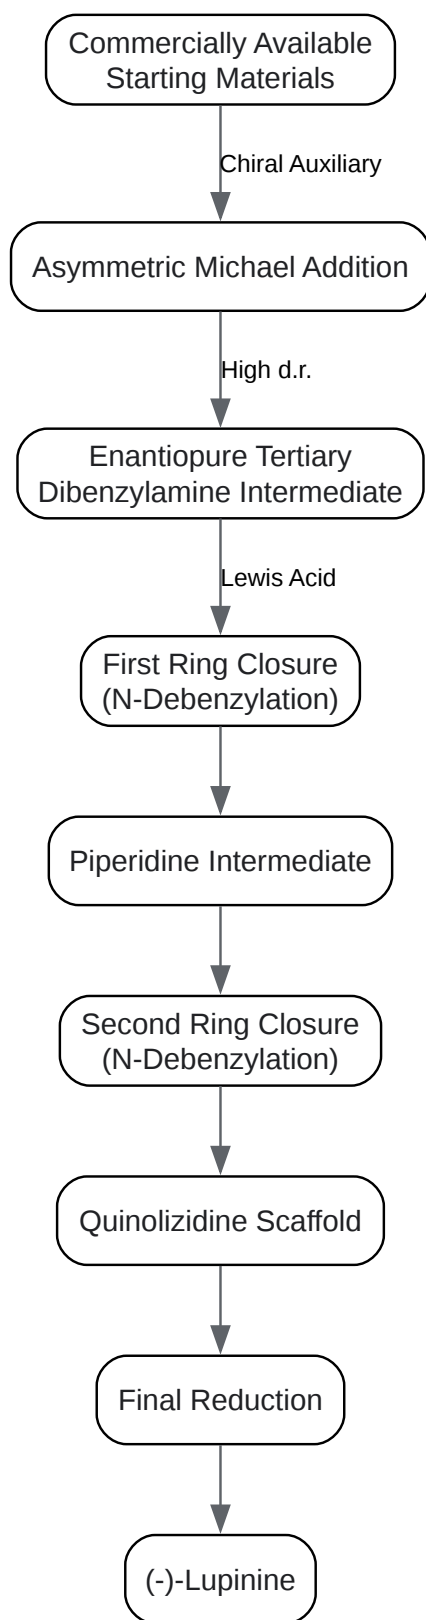 Commercially Available
Starting Materials
Chiral Auxiliary
Asymmetric Michael Addition
High d.r.
Enantiopure Tertiary
Dibenzylamine Intermediate
Lewis Acid
First Ring Closure
(N-Debenzylation)
Piperidine Intermediate
Second Ring Closure
(N-Debenzylation)
Quinolizidine Scaffold
Final Reduction
(-)-Lupinine